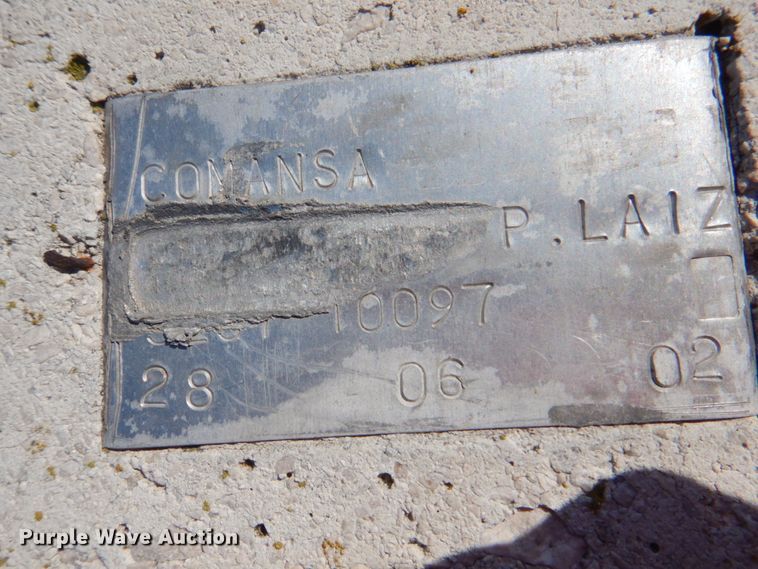 COMANSA
P.LAIZ
10097
28 06 02
Purple Wave Auction